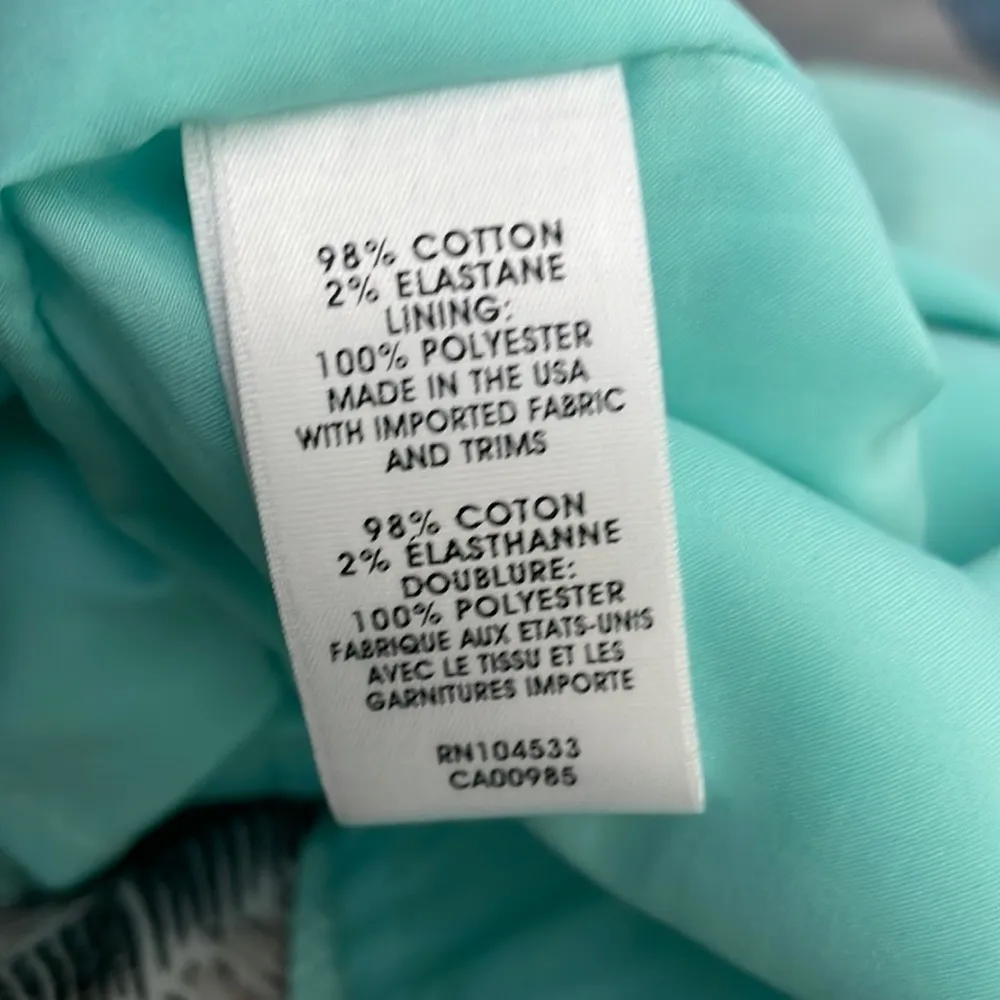 98% COTTON
2% ELASTANE
LINING:
100% POLYESTER
MADE IN THE USA
WITH IMPORTED FABRIC
AND TRIMS
98% COTON
2% ÉLASTHANNE
DOUBLURE:
100% POLYESTER
FABRIQUE AUX ETATS-UNIS
AVEC LE TISSU ET LES
GARNITURES IMPORTE
RN104533
CA00985